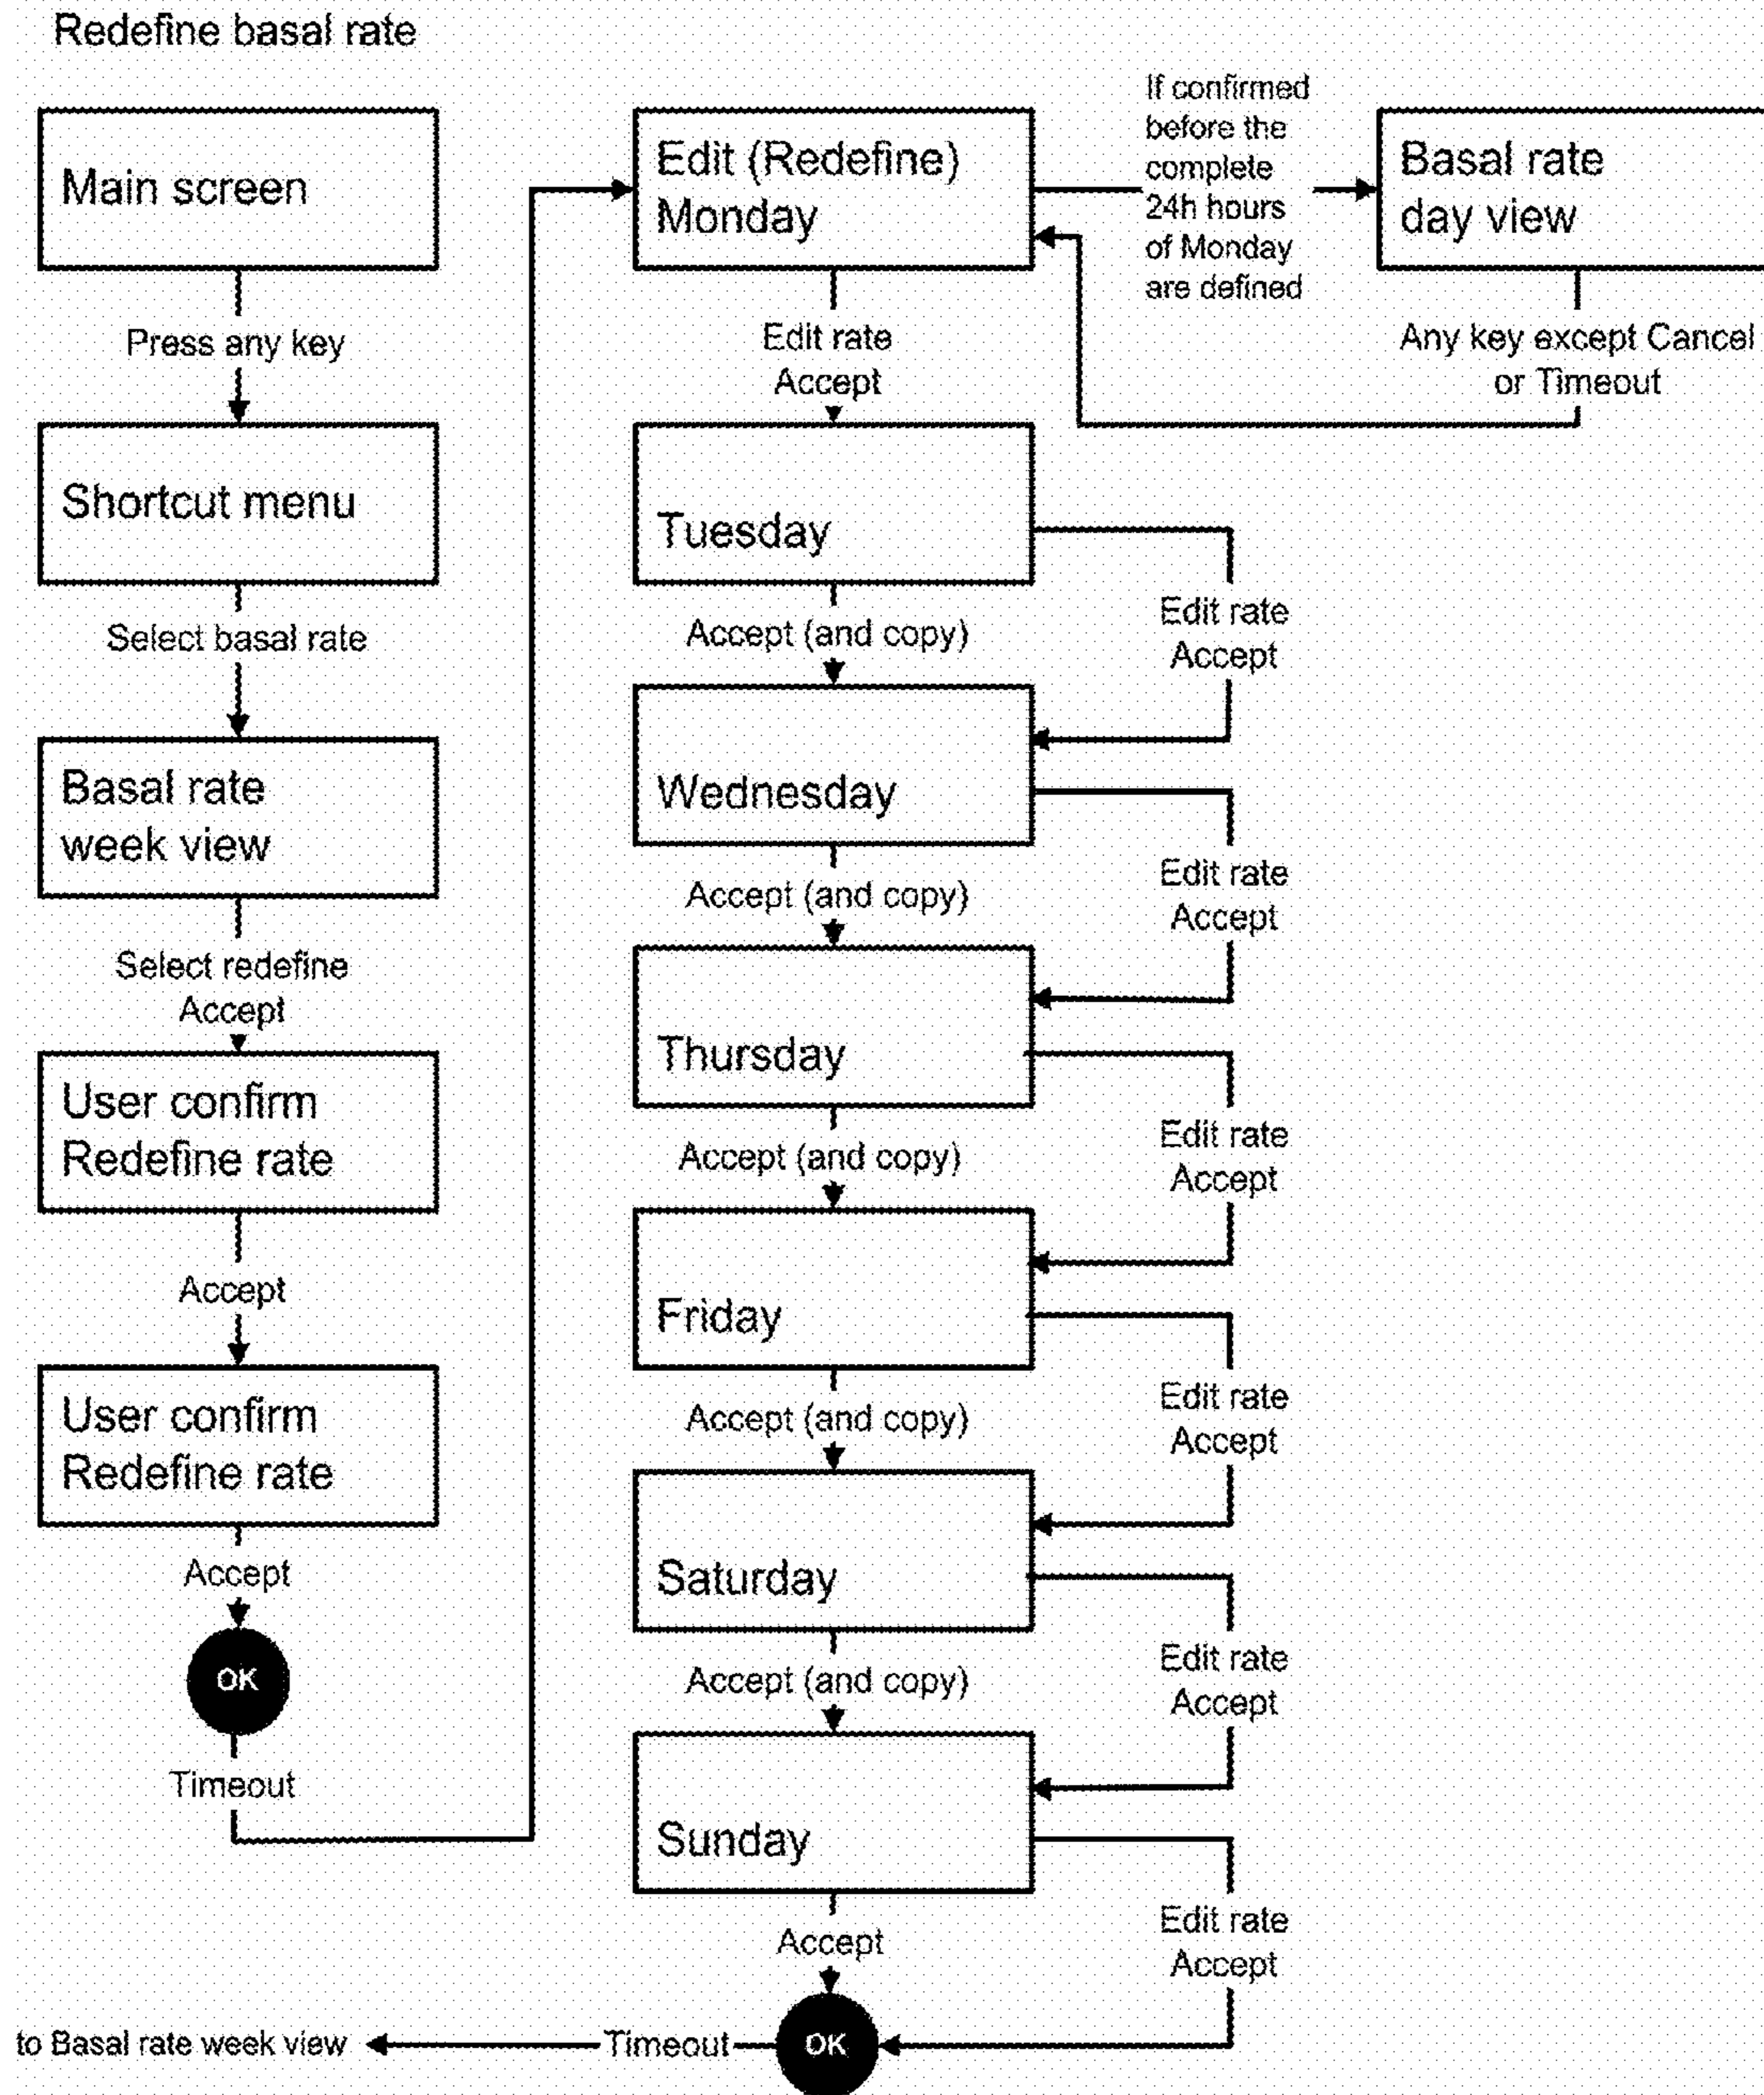 Redefine basal rate
Main screen
Press any key
Shortcut menu
Select basal rate
Basal rate
week view
Select redefine
Accept
User confirm
Redefine rate
Accept
User confirm
Redefine rate
Accept
OK
Timeout
Edit (Redefine)
Monday
If confirmed
before the
complete
24h hours
of Monday
are defined
Basal rate
day view
Any key except Cancel
or Timeout
Edit rate
Accept
Tuesday
Accept (and copy)
Edit rate
Accept
Wednesday
Accept (and copy)
Edit rate
Accept
Thursday
Accept (and copy)
Edit rate
Accept
Friday
Accept (and copy)
Edit rate
Accept
Saturday
Accept (and copy)
Edit rate
Accept
Sunday
Accept
Edit rate
Accept
OK
Timeout
to Basal rate week view